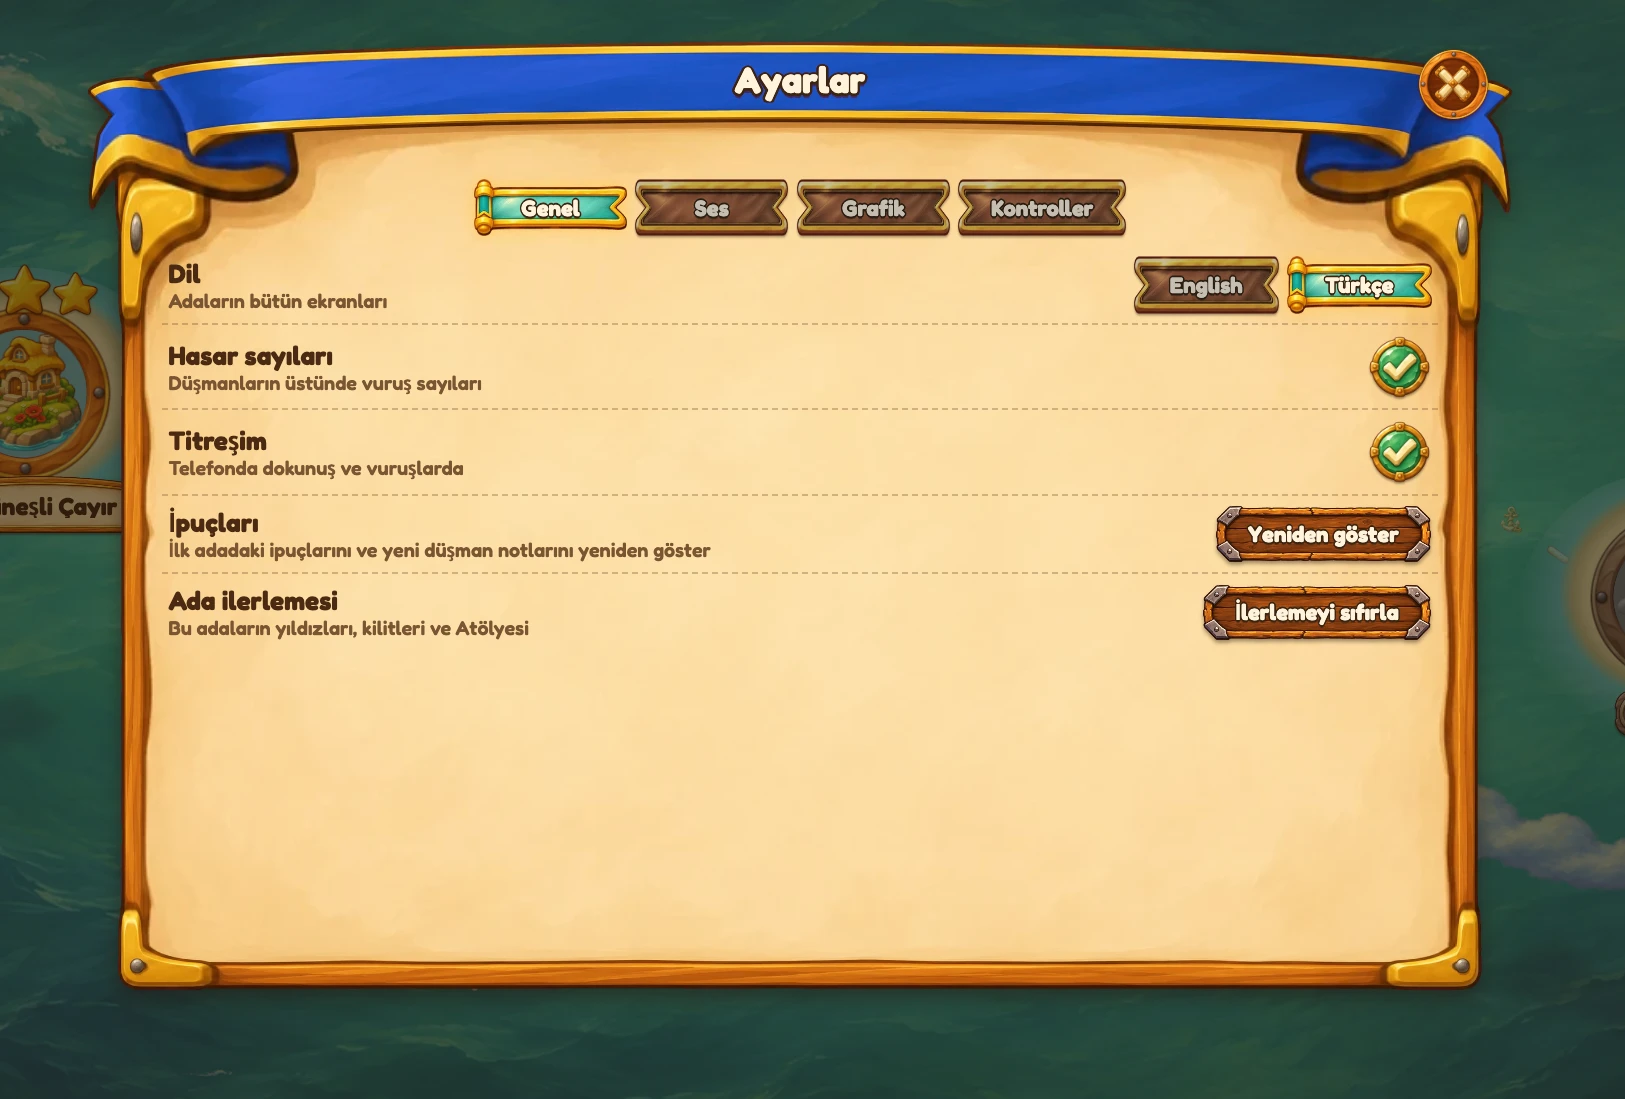 Ayarlar
Genel
Ses
Grafik
Kontroller
Dil
Adaların bütün ekranları
English
Türkçe
Hasar sayıları
Düşmanların üstünde vuruş sayıları
Titreşim
Telefonda dokunuş ve vuruşlarda
İpuçları
İlk adadaki ipuçlarını ve yeni düşman notlarını yeniden göster
Yeniden göster
Ada ilerlemesi
Bu adaların yıldızları, kilitleri ve Atölyesi
İlerlemeyi sıfırla
Çayır